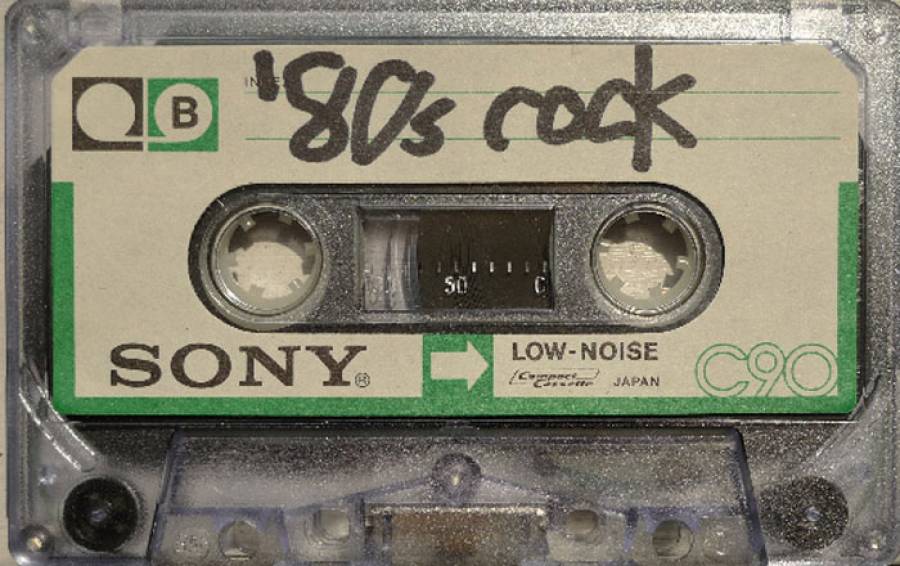 B
'80s rock
50
SONY®
LOW-NOISE
Compact Cassette
JAPAN
C90